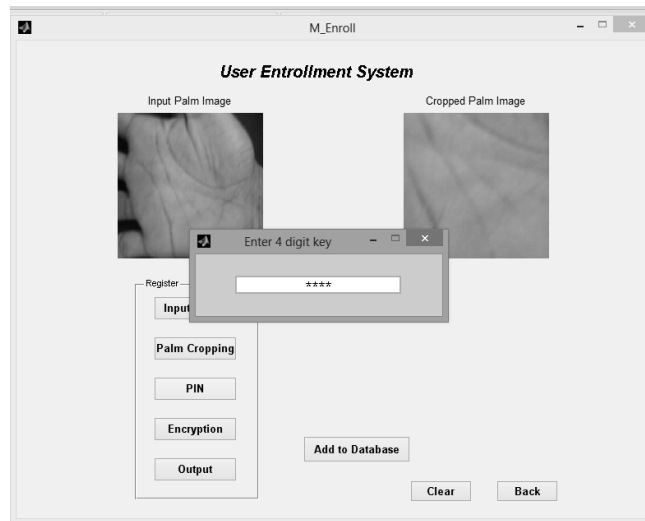 M_Enroll
User Entrollment System
Input Palm Image
Cropped Palm Image
Enter 4 digit key
****
Register
Input
Palm Cropping
PIN
Encryption
Output
Add to Database
Clear
Back